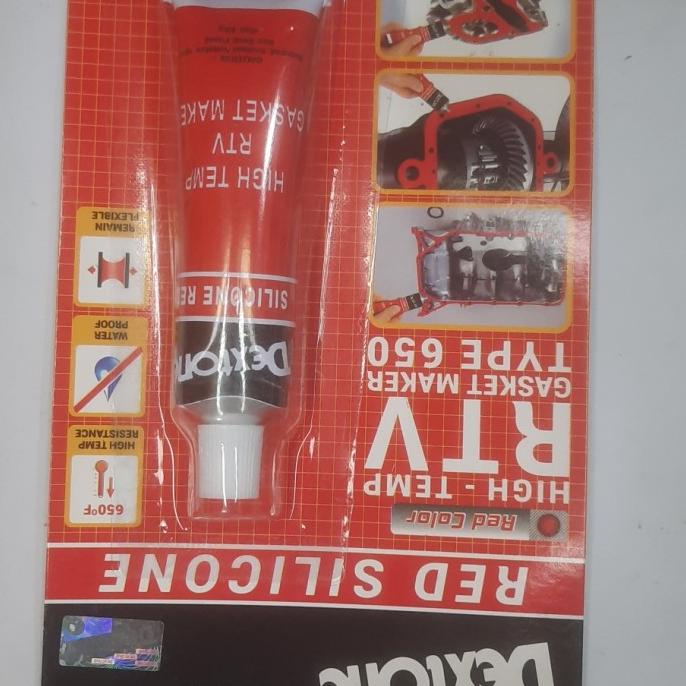 DEXTONE
RED SILICONE
Red Color
HIGH - TEMP
RTV
GASKET MAKER
TYPE 650
650°F
HIGH TEMP
RESISTANCE
WATER
PROOF
REMAIN
FLEXIBLE
DEXTON
SILICONE RE
HIGH TEMP
RTV
GASKET MAKE